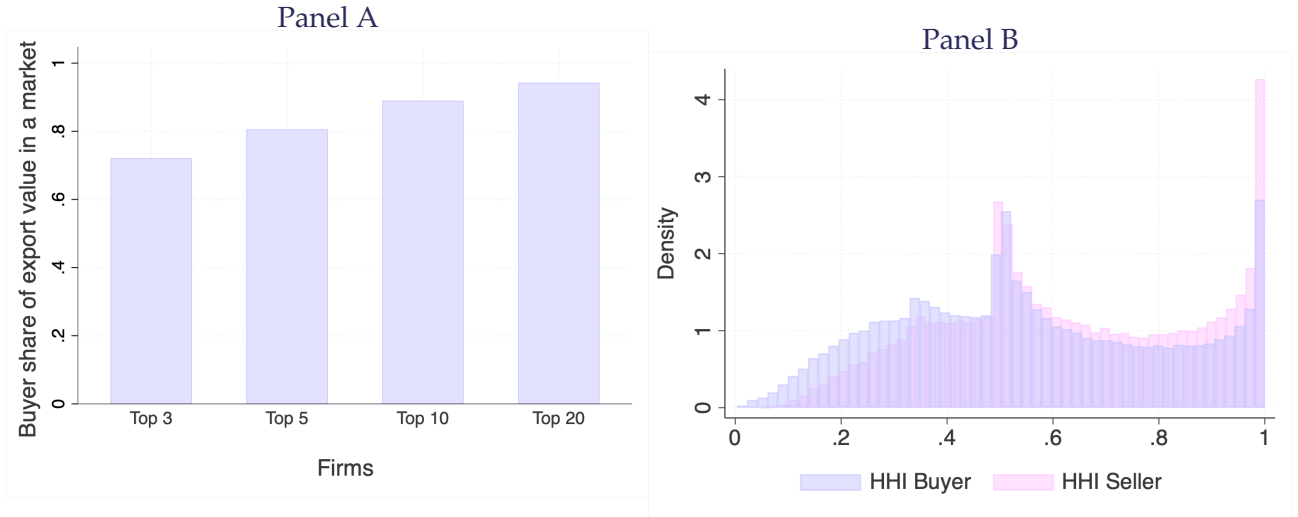 Panel A
Buyer share of export value in a market
1
.8
.6
.4
.2
0
Top 3 Top 5 Top 10 Top 20
Firms
Panel B
Density
4
3
2
1
0
0 .2 .4 .6 .8 1
HHI Buyer HHI Seller